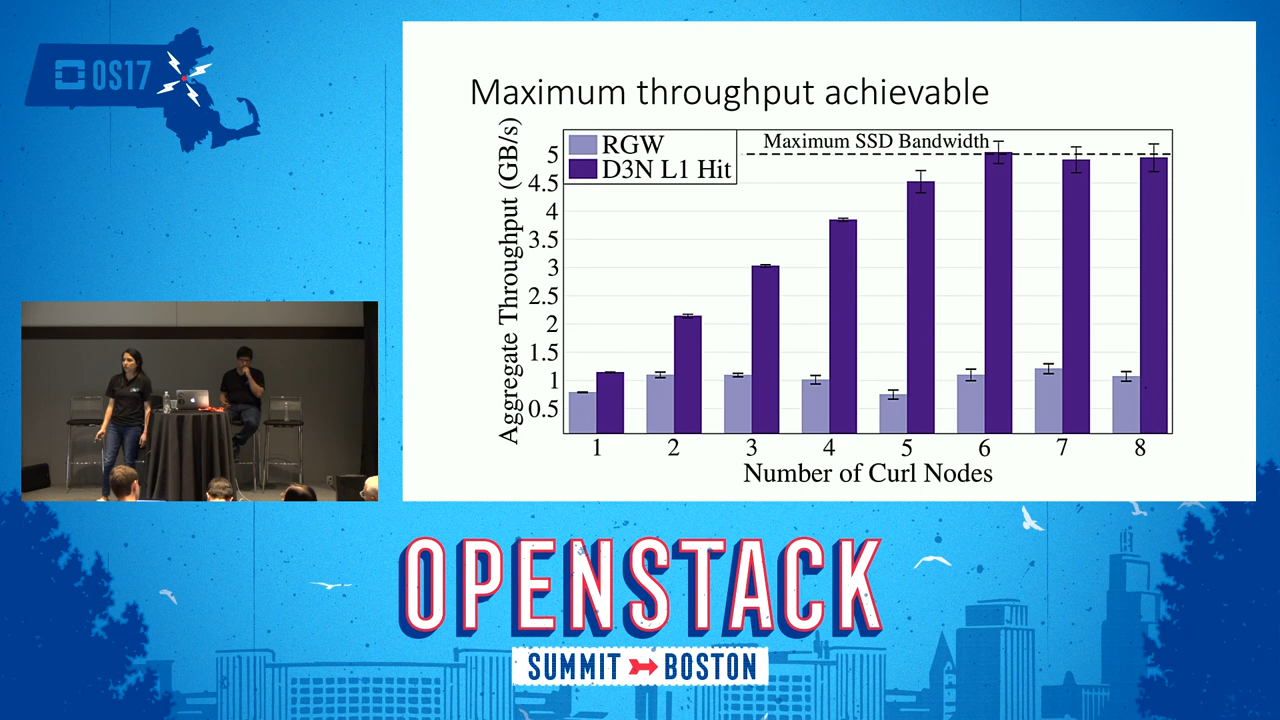 OS17
Maximum throughput achievable
Aggregate Throughput (GB/s)
RGW
D3N L1 Hit
Maximum SSD Bandwidth
5
4.5
4
3.5
3
2.5
2
1.5
1
0.5
1 2 3 4 5 6 7 8
Number of Curl Nodes
OPENSTACK
SUMMIT BOSTON